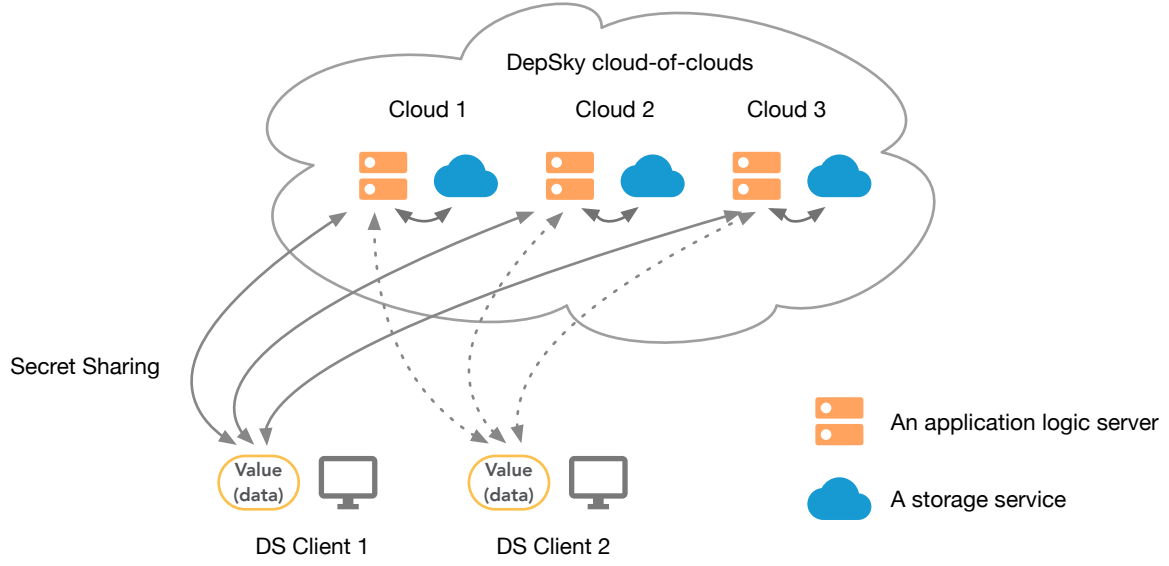 DepSky cloud-of-clouds
Cloud 1
Cloud 2
Cloud 3
Secret Sharing
An application logic server
Value
(data)
Value
(data)
A storage service
DS Client 1
DS Client 2